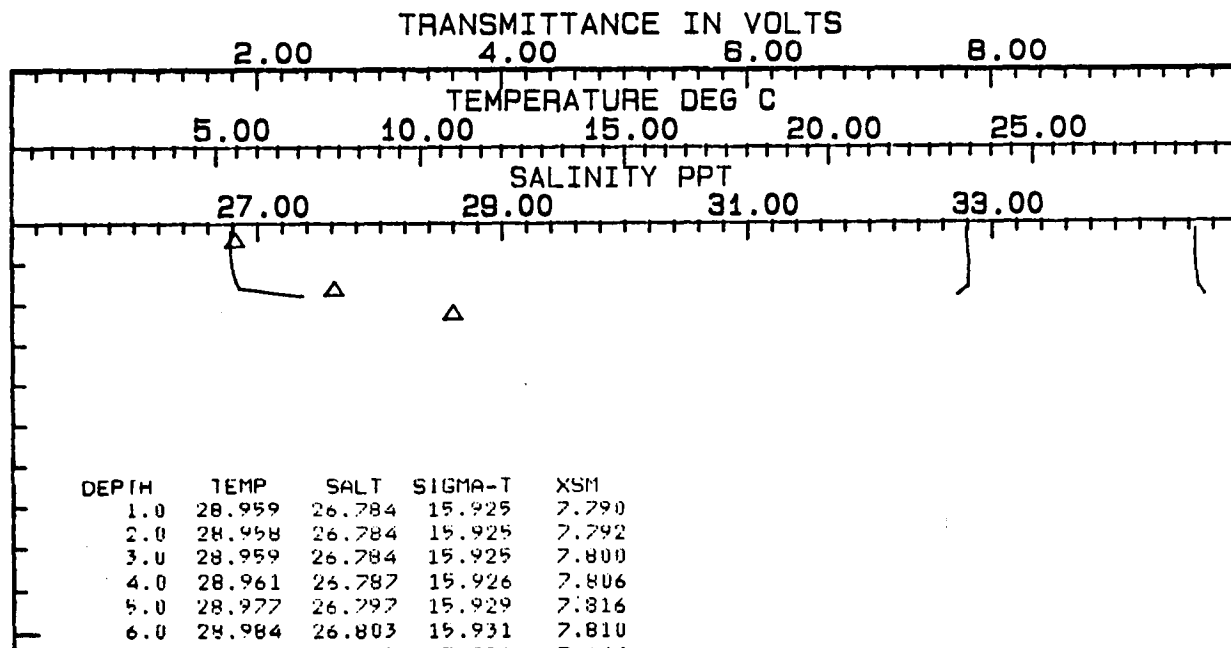 TRANSMITTANCE IN VOLTS
2.00 4.00 6.00 8.00
TEMPERATURE DEG C
5.00 10.00 15.00 20.00 25.00
SALINITY PPT
27.00 29.00 31.00 33.00
DEPTH TEMP SALT SIGMA-T XSM
1.0 28.959 26.784 15.925 7.790
2.0 28.958 26.784 15.925 7.792
3.0 28.959 26.784 15.925 7.800
4.0 28.961 26.787 15.926 7.806
5.0 28.977 26.797 15.929 7.816
6.0 28.984 26.803 15.931 7.810